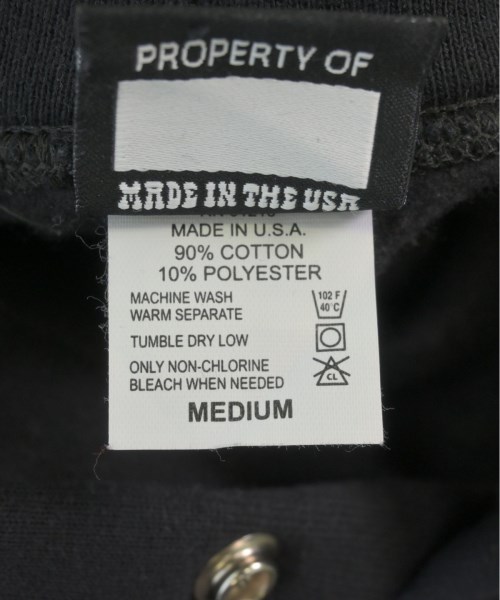 PROPERTY OF
MADE IN THE USA
MADE IN U.S.A.
90% COTTON
10% POLYESTER
MACHINE WASH
WARM SEPARATE
102 F
40°C
TUMBLE DRY LOW
ONLY NON-CHLORINE
BLEACH WHEN NEEDED
CL
MEDIUM